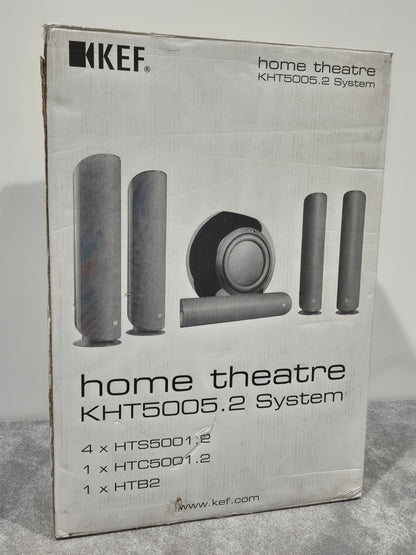 KEF®
home theatre
KHT5005.2 System
home theatre
KHT5005.2 System
4 x HTS5001.2
1 x HTC5001.2
1 x HTB2
www.kef.com